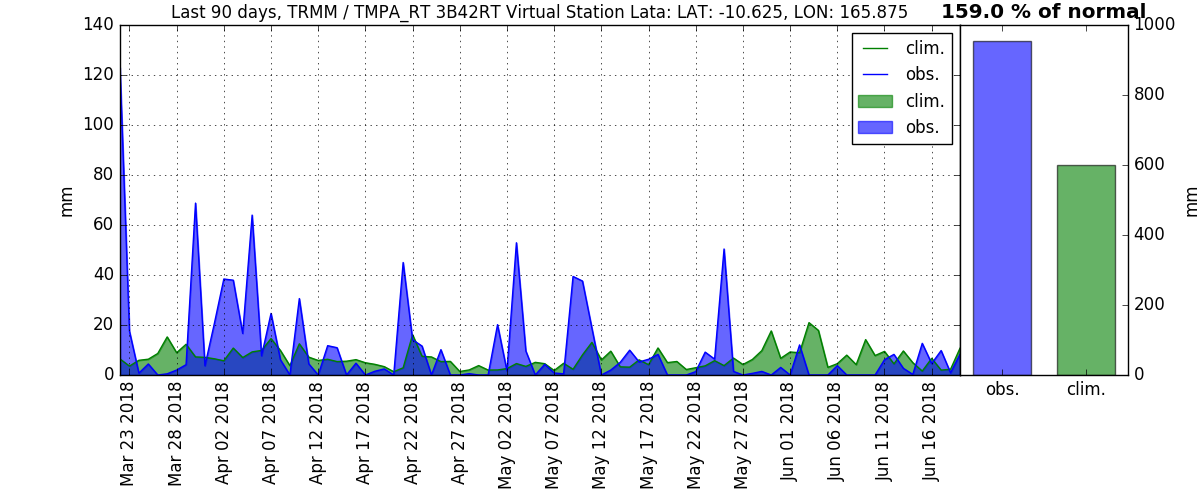 Last 90 days, TRMM / TMPA_RT 3B42RT Virtual Station Lata: LAT: -10.625, LON: 165.875
159.0 % of normal
140
120
100
80
60
40
20
0
mm
clim.
obs.
clim.
obs.
Mar 23 2018
Mar 28 2018
Apr 02 2018
Apr 07 2018
Apr 12 2018
Apr 17 2018
Apr 22 2018
Apr 27 2018
May 02 2018
May 07 2018
May 12 2018
May 17 2018
May 22 2018
May 27 2018
Jun 01 2018
Jun 06 2018
Jun 11 2018
Jun 16 2018
1000
800
600
400
200
0
mm
obs.
clim.